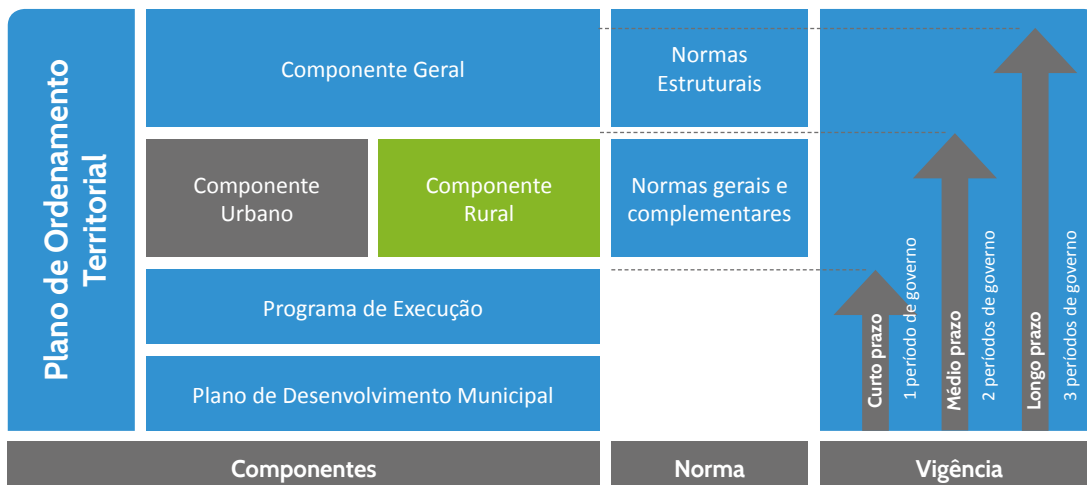 Plano de Ordenamento
Territorial
Componente Geral
Normas
Estruturais
Componente
Urbano
Componente
Rural
Normas gerais e
complementares
Programa de Execução
Plano de Desenvolvimento Municipal
Curto prazo
1 período de governo
Médio prazo
2 períodos de governo
Longo prazo
3 períodos de governo
Componentes
Norma
Vigência